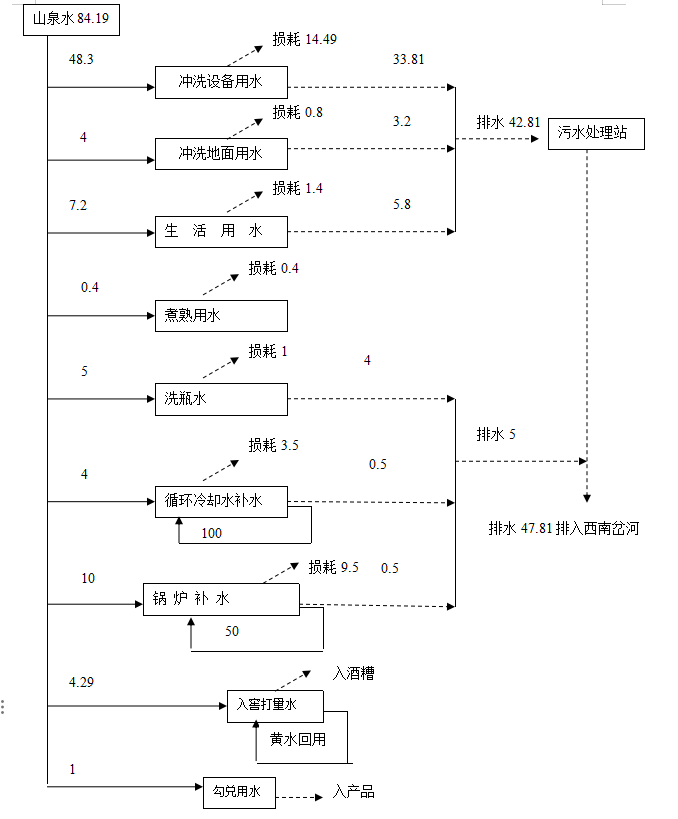 山泉水 84.19
损耗 14.49
48.3
33.81
冲洗设备用水
损耗 0.8
4
3.2
排水 42.81
污水处理站
冲洗地面用水
损耗 1.4
7.2
5.8
生 活 用 水
损耗 0.4
0.4
煮熟用水
损耗 1
4
5
洗瓶水
排水 5
损耗 3.5
4
0.5
循环冷却水补水
100
排水 47.81 排入西南岔河
损耗 9.5
0.5
10
锅 炉 补 水
50
入酒糟
4.29
入窖打量水
黄水回用
1
勾兑用水
入产品